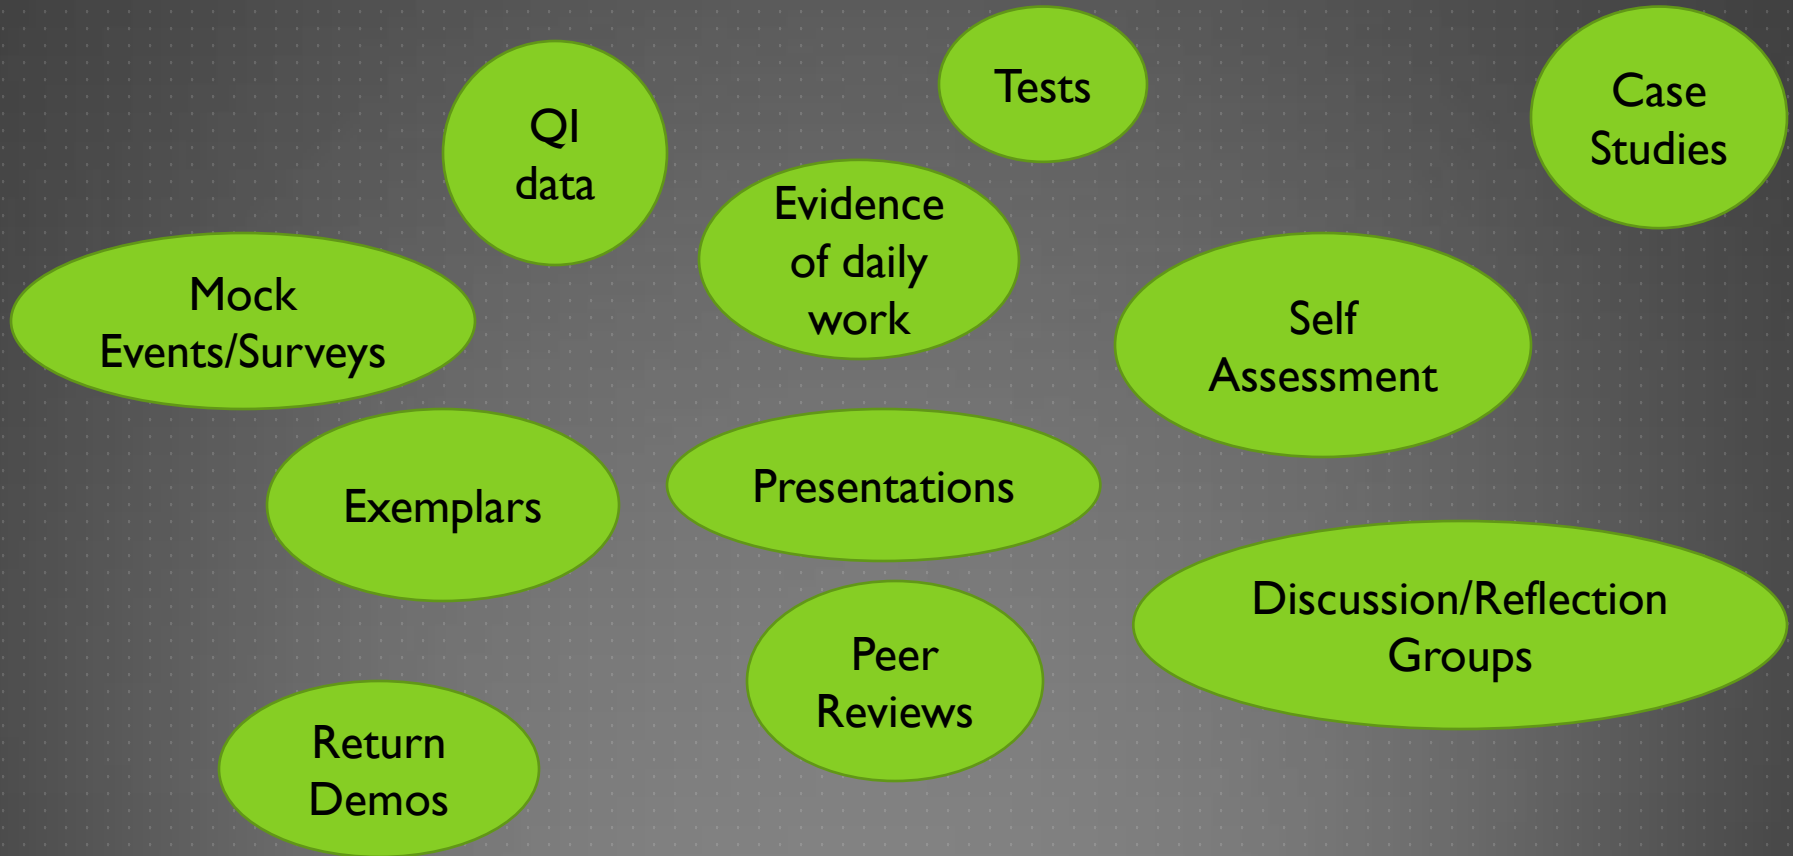 Tests
Case
Studies
QI
data
Evidence
of daily
work
Mock
Events/Surveys
Self
Assessment
Exemplars
Presentations
Discussion/Reflection
Groups
Peer
Reviews
Return
Demos